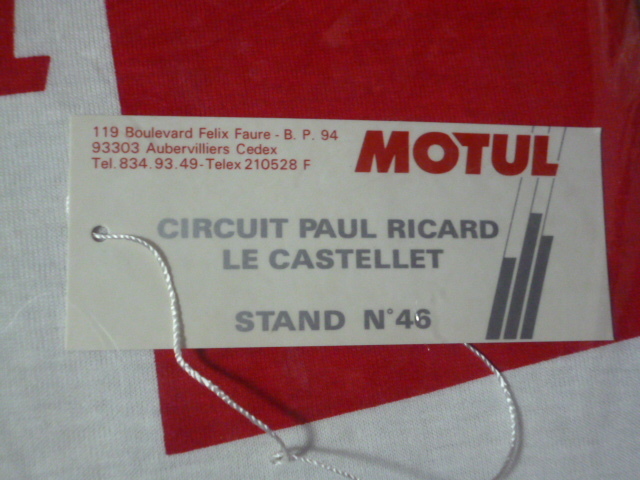 119 Boulevard Felix Faure - B. P. 94
93303 Aubervilliers Cedex
Tel. 834.93.49 - Telex 210528 F
MOTUL
CIRCUIT PAUL RICARD
LE CASTELLET
STAND N°46